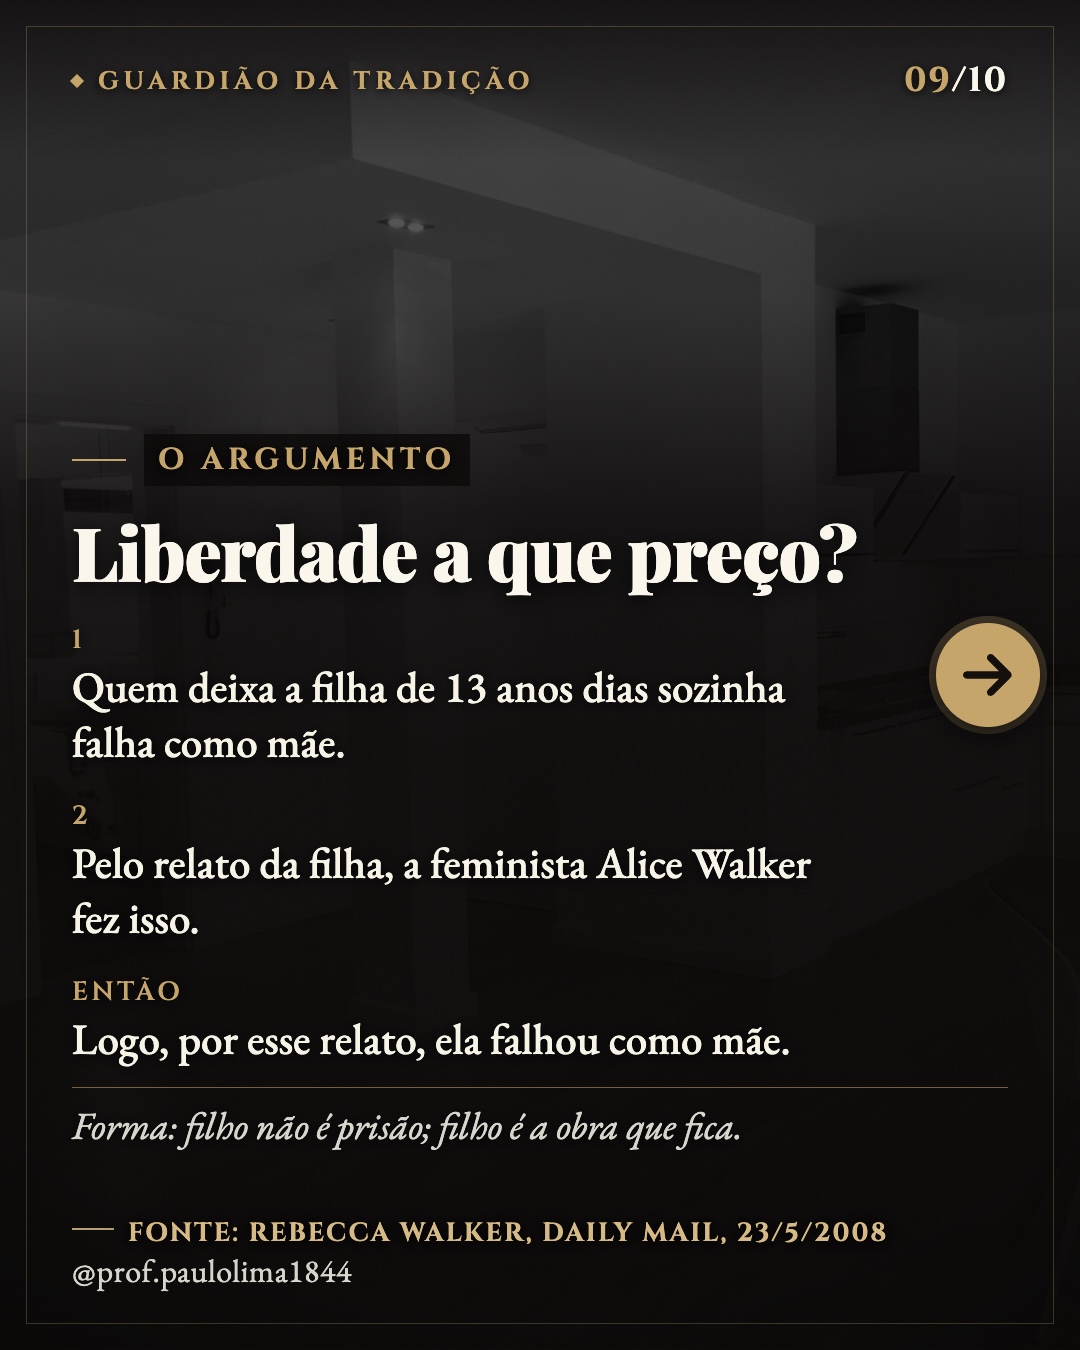 ◆ GUARDIÃO DA TRADIÇÃO
09/10
O ARGUMENTO
Liberdade a que preço?
1
Quem deixa a filha de 13 anos dias sozinha
falha como mãe.
2
Pelo relato da filha, a feminista Alice Walker
fez isso.
ENTÃO
Logo, por esse relato, ela falhou como mãe.
Forma: filho não é prisão; filho é a obra que fica.
FONTE: REBECCA WALKER, DAILY MAIL, 23/5/2008
@prof.paulolima1844